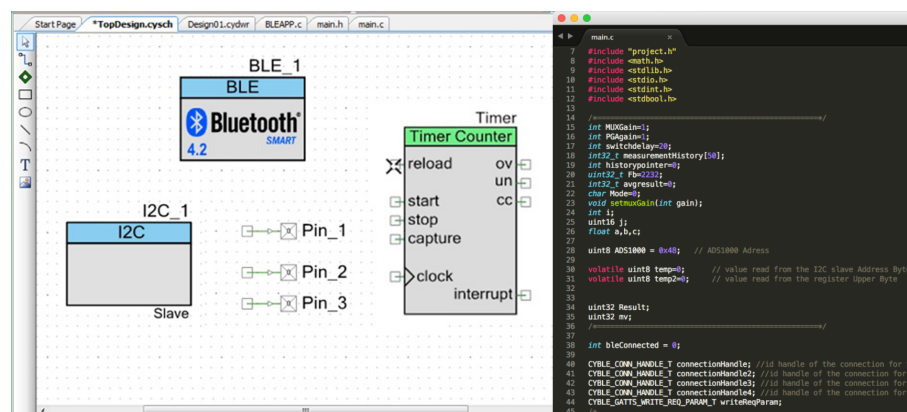 Start Page
*TopDesign.cysch
Design01.cydwr
BLEAPP.c
main.h
main.c
BLE_1
BLE
Bluetooth
SMART
4.2
I2C_1
I2C
Slave
Pin_1
Pin_2
Pin_3
Timer
Timer Counter
reload ov
un
start cc
stop
capture
clock
interrupt
T
main.c
7 #include "project.h"
8 #include <math.h>
9 #include <stdlib.h>
10 #include <stdio.h>
11 #include <stdint.h>
12 #include <stdbool.h>
13
14 /*==================================================*/
15 int MUXGain=1;
16 int PGAgain=1;
17 int switchdelay=20;
18 int32_t measurementHistory[50];
19 int historypointer=0;
20 uint32_t Fb=2232;
21 int32_t avgresult=0;
22 char Mode=0;
23 void setmuxGain(int gain);
24 int i;
25 uint16 j;
26 float a,b,c;
27
28 uint8 ADS1000 = 0x48; // ADS1000 Adress
29
30 volatile uint8 temp=0; // value read from the I2C slave Address Byt
31 volatile uint8 temp2=0; // value read from the register Upper Byte
32
33
34 uint32 Result;
35 uint32 mv;
36 /*==================================================*/
37
38 int bleConnected = 0;
39
40 CYBLE_CONN_HANDLE_T connectionHandle; //id handle of the connection for
41 CYBLE_CONN_HANDLE_T connectionHandle2; //id handle of the connection for
42 CYBLE_CONN_HANDLE_T connectionHandle3; //id handle of the connection for
43 CYBLE_CONN_HANDLE_T connectionHandle4; //id handle of the connection for
44 CYBLE_GATTS_WRITE_REQ_PARAM_T writeReqParam;
45 /*